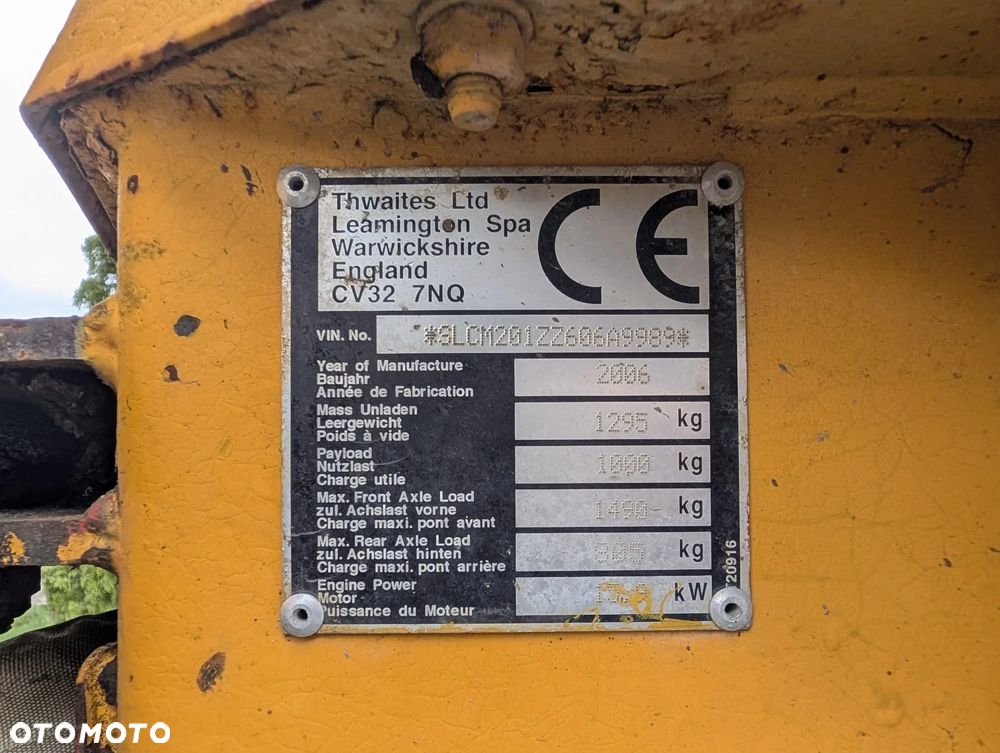 Thwaites Ltd
Leamington Spa
Warwickshire
England
CV32 7NQ
CE
VIN. No. *SLCM201ZZ606A9989*
Year of Manufacture
Baujahr
Année de Fabrication
2006
Mass Unladen
Leergewicht
Poids à vide
1295 kg
Payload
Nutzlast
Charge utile
1000 kg
Max. Front Axle Load
zul. Achslast vorne
Charge maxi. pont avant
1490 kg
Max. Rear Axle Load
zul. Achslast hinten
Charge maxi. pont arrière
805 kg
Engine Power
Motor
Puissance du Moteur
kW
T20916
OTOMOTO